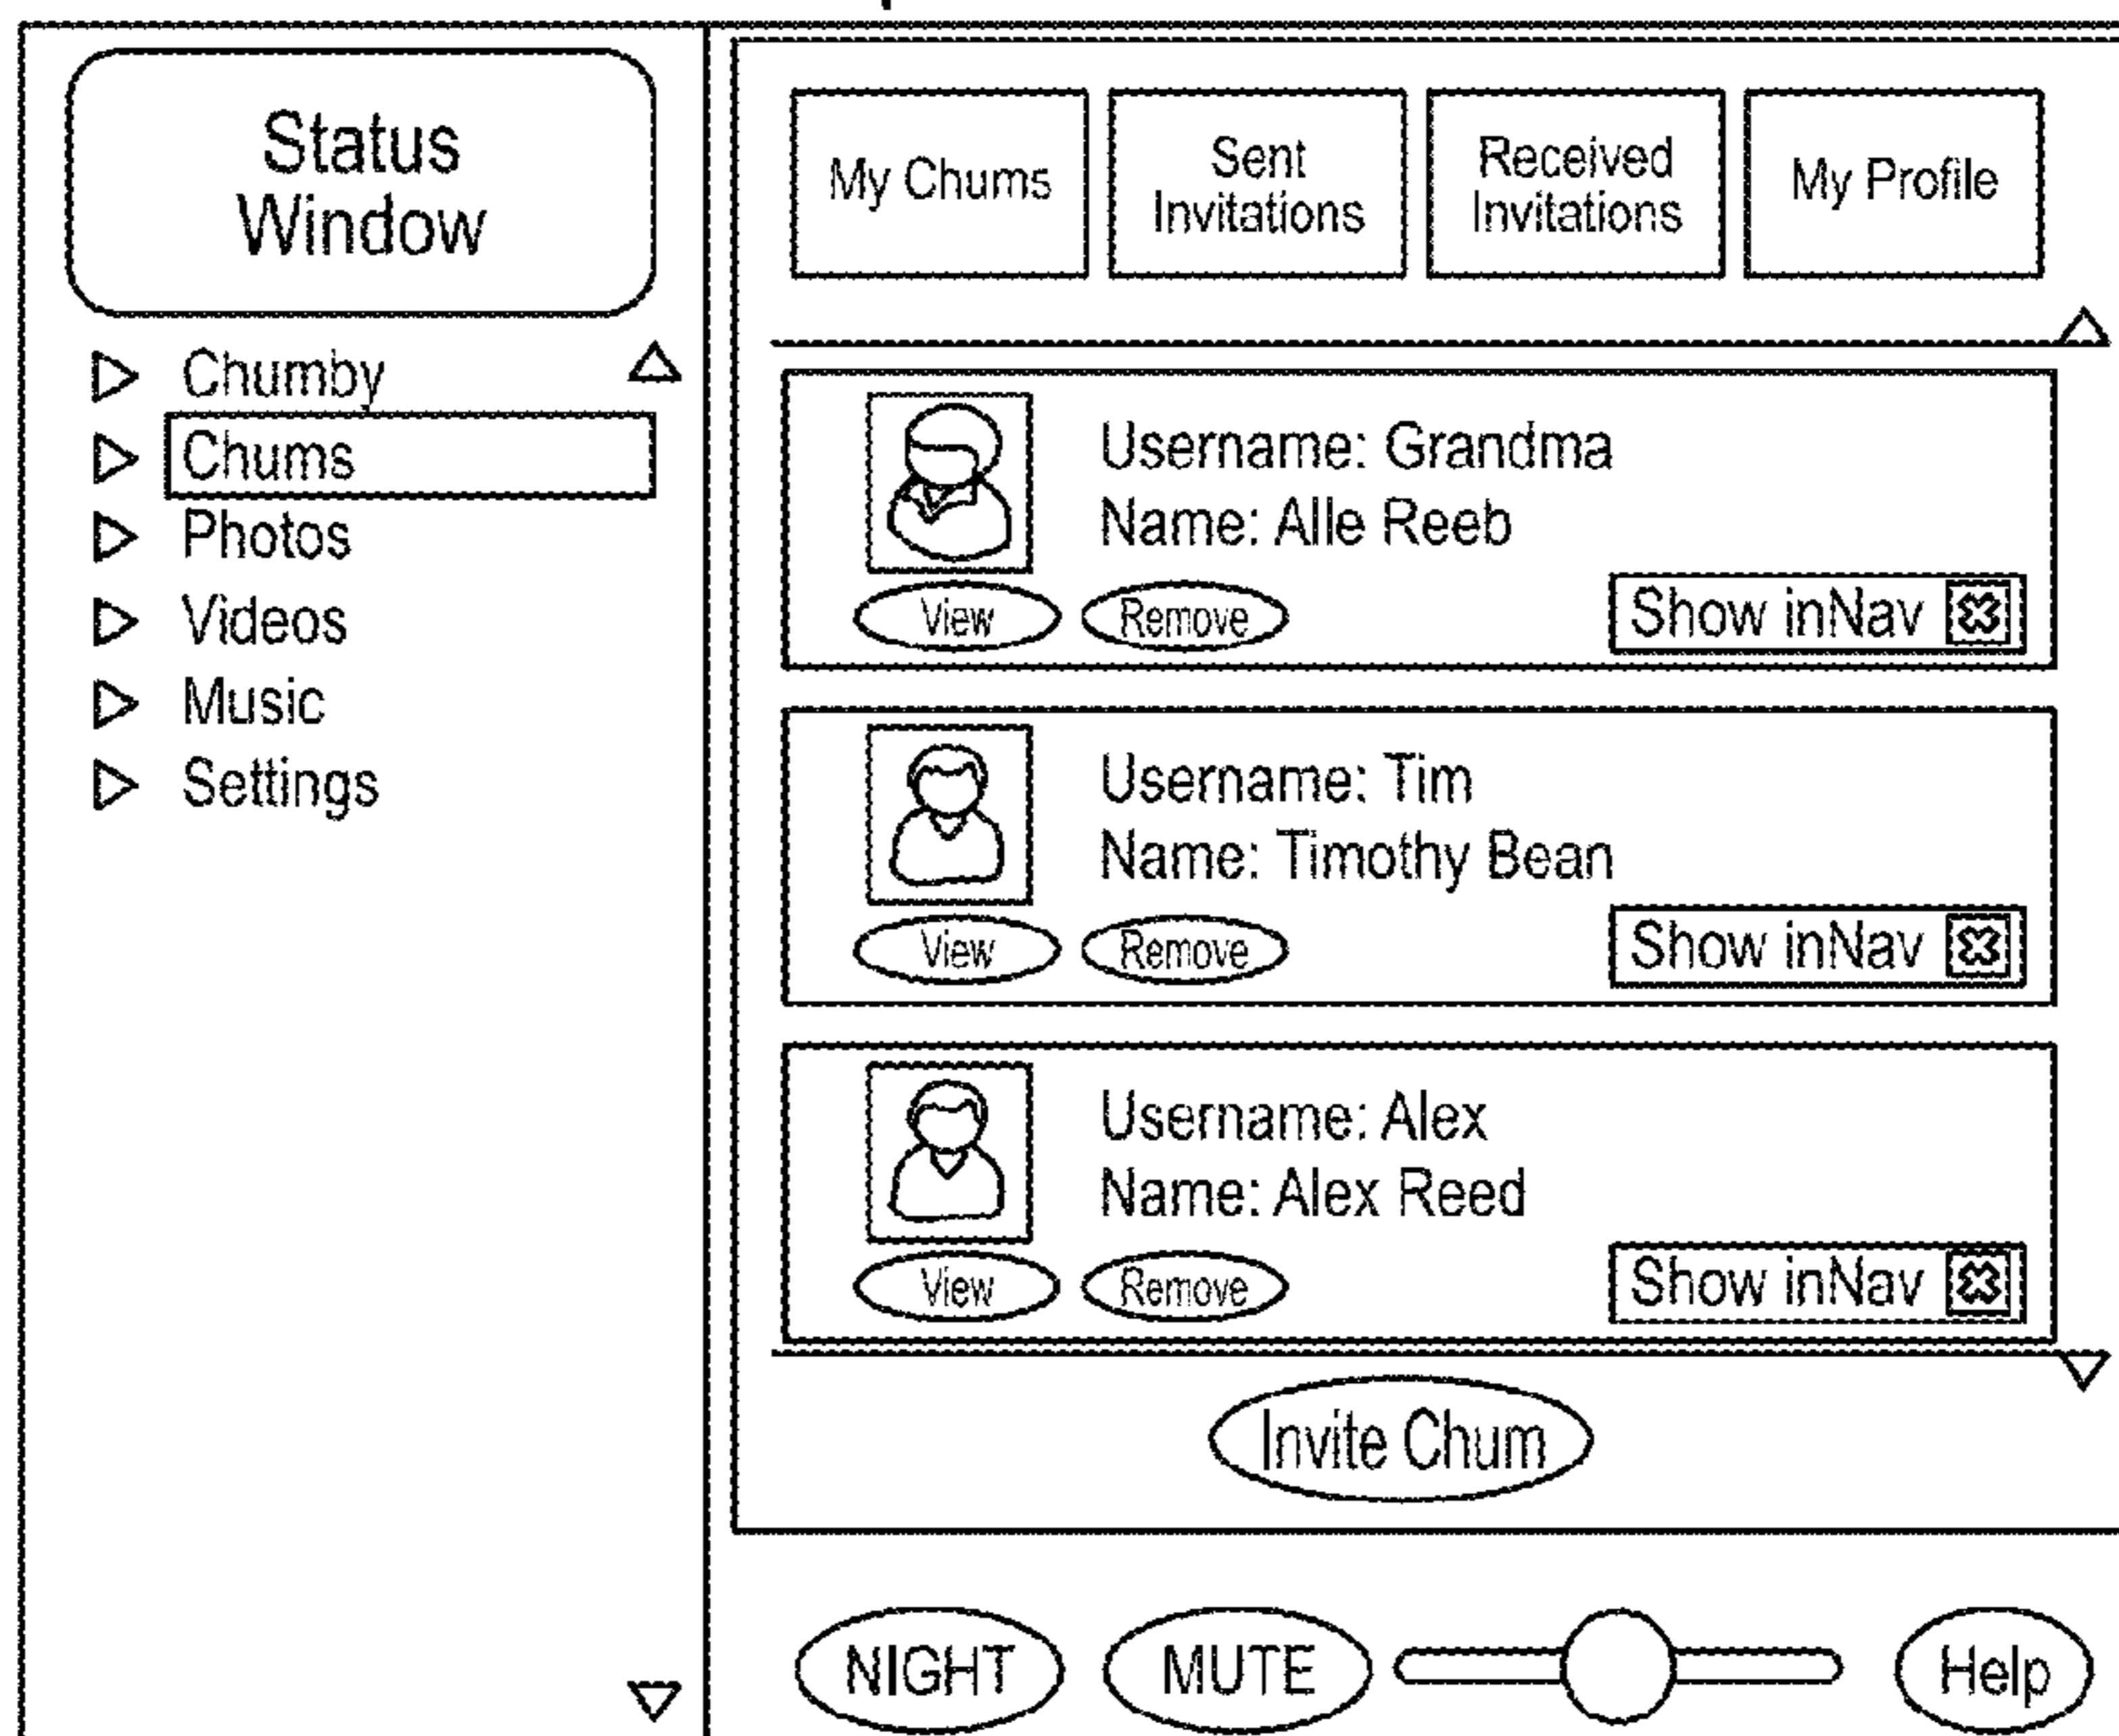 Status
Window
Chumby
Chums
Photos
Videos
Music
Settings
My Chums
Sent
Invitations
Received
Invitations
My Profile
Username: Grandma
Name: Alle Reeb
View
Remove
Show inNav
Username: Tim
Name: Timothy Bean
View
Remove
Show inNav
Username: Alex
Name: Alex Reed
View
Remove
Show inNav
Invite Chum
NIGHT
MUTE
Help